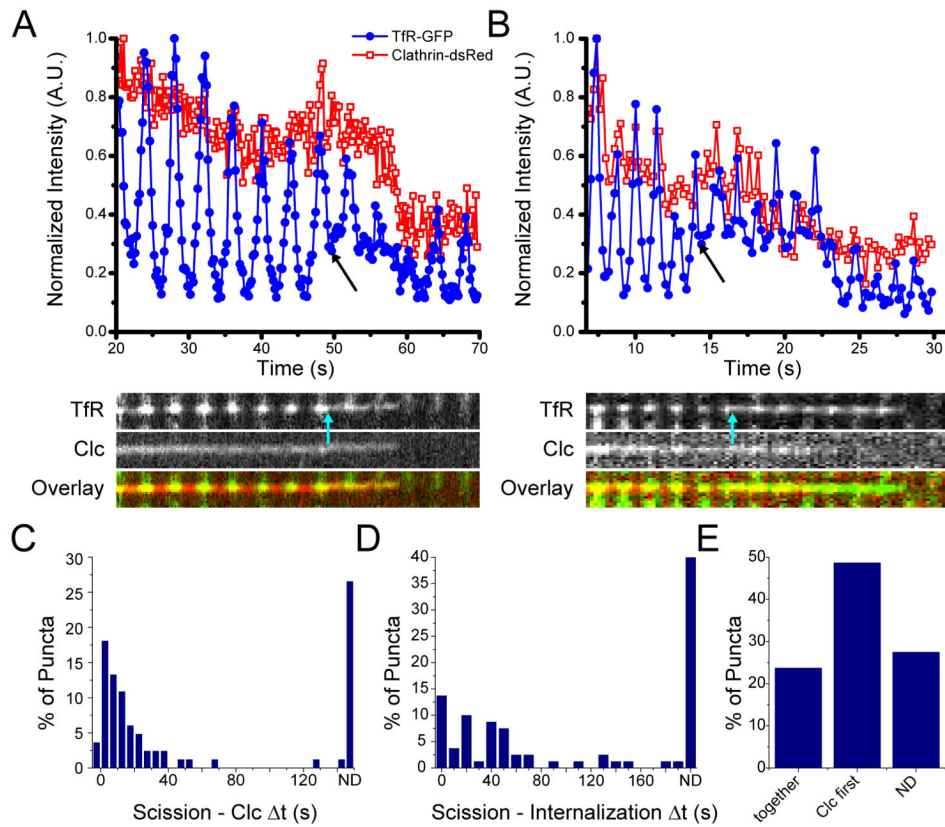 A
B
TfR-GFP
Clathrin-dsRed
Normalized Intensity (A.U.)
1.0
0.8
0.6
0.4
0.2
0.0
20 30 40 50 60 70
Time (s)
Normalized Intensity (A.U.)
1.0
0.8
0.6
0.4
0.2
0.0
10 15 20 25 30
Time (s)
TfR
Clc
Overlay
TfR
Clc
Overlay
C
D
E
% of Puncta
30
25
20
15
10
5
0
0 40 80 120 ND
Scission - Clc Δt (s)
% of Puncta
40
35
30
25
20
15
10
5
0
0 40 80 120 160 ND
Scission - Internalization Δt (s)
% of Puncta
50
40
30
20
10
0
together
Clc first
ND